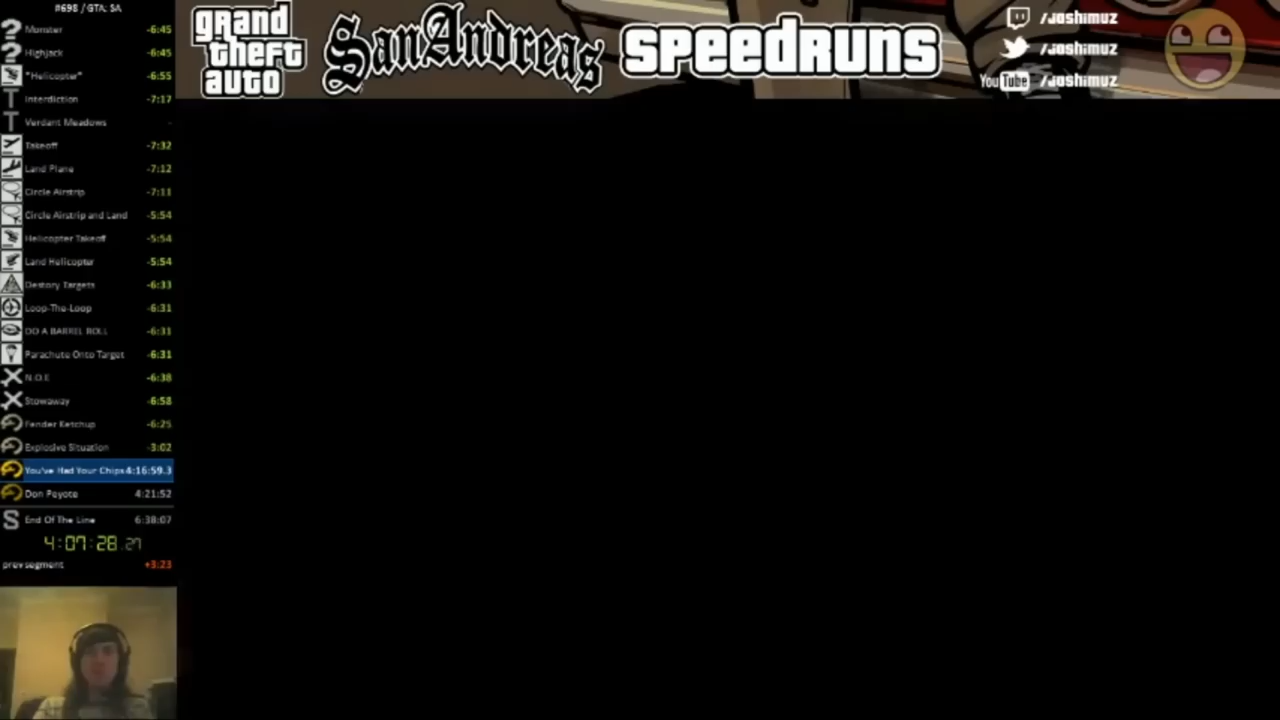 #698 / GTA: SA
Monster -6:45
Highjack -6:45
"Helicopter" -6:55
Interdiction -7:17
Verdant Meadows -
Takeoff -7:32
Land Plane -7:12
Circle Airstrip -7:11
Circle Airstrip and Land -5:54
Helicopter Takeoff -5:54
Land Helicopter -5:54
Destory Targets -6:33
Loop-The-Loop -6:31
DO A BARREL ROLL -6:31
Parachute Onto Target -6:31
N.O.E -6:38
Stowaway -6:58
Fender Ketchup -6:25
Explosive Situation -3:02
You've Had Your Chips 4:16:59.3
Don Peyote 4:21:52
S End Of The Line 6:38:07
4:07:28.27
prev segment +3:23
grand
theft
auto
San Andreas
SPEEDRUNS
/Joshimuz
/Joshimuz
YouTube /Joshimuz